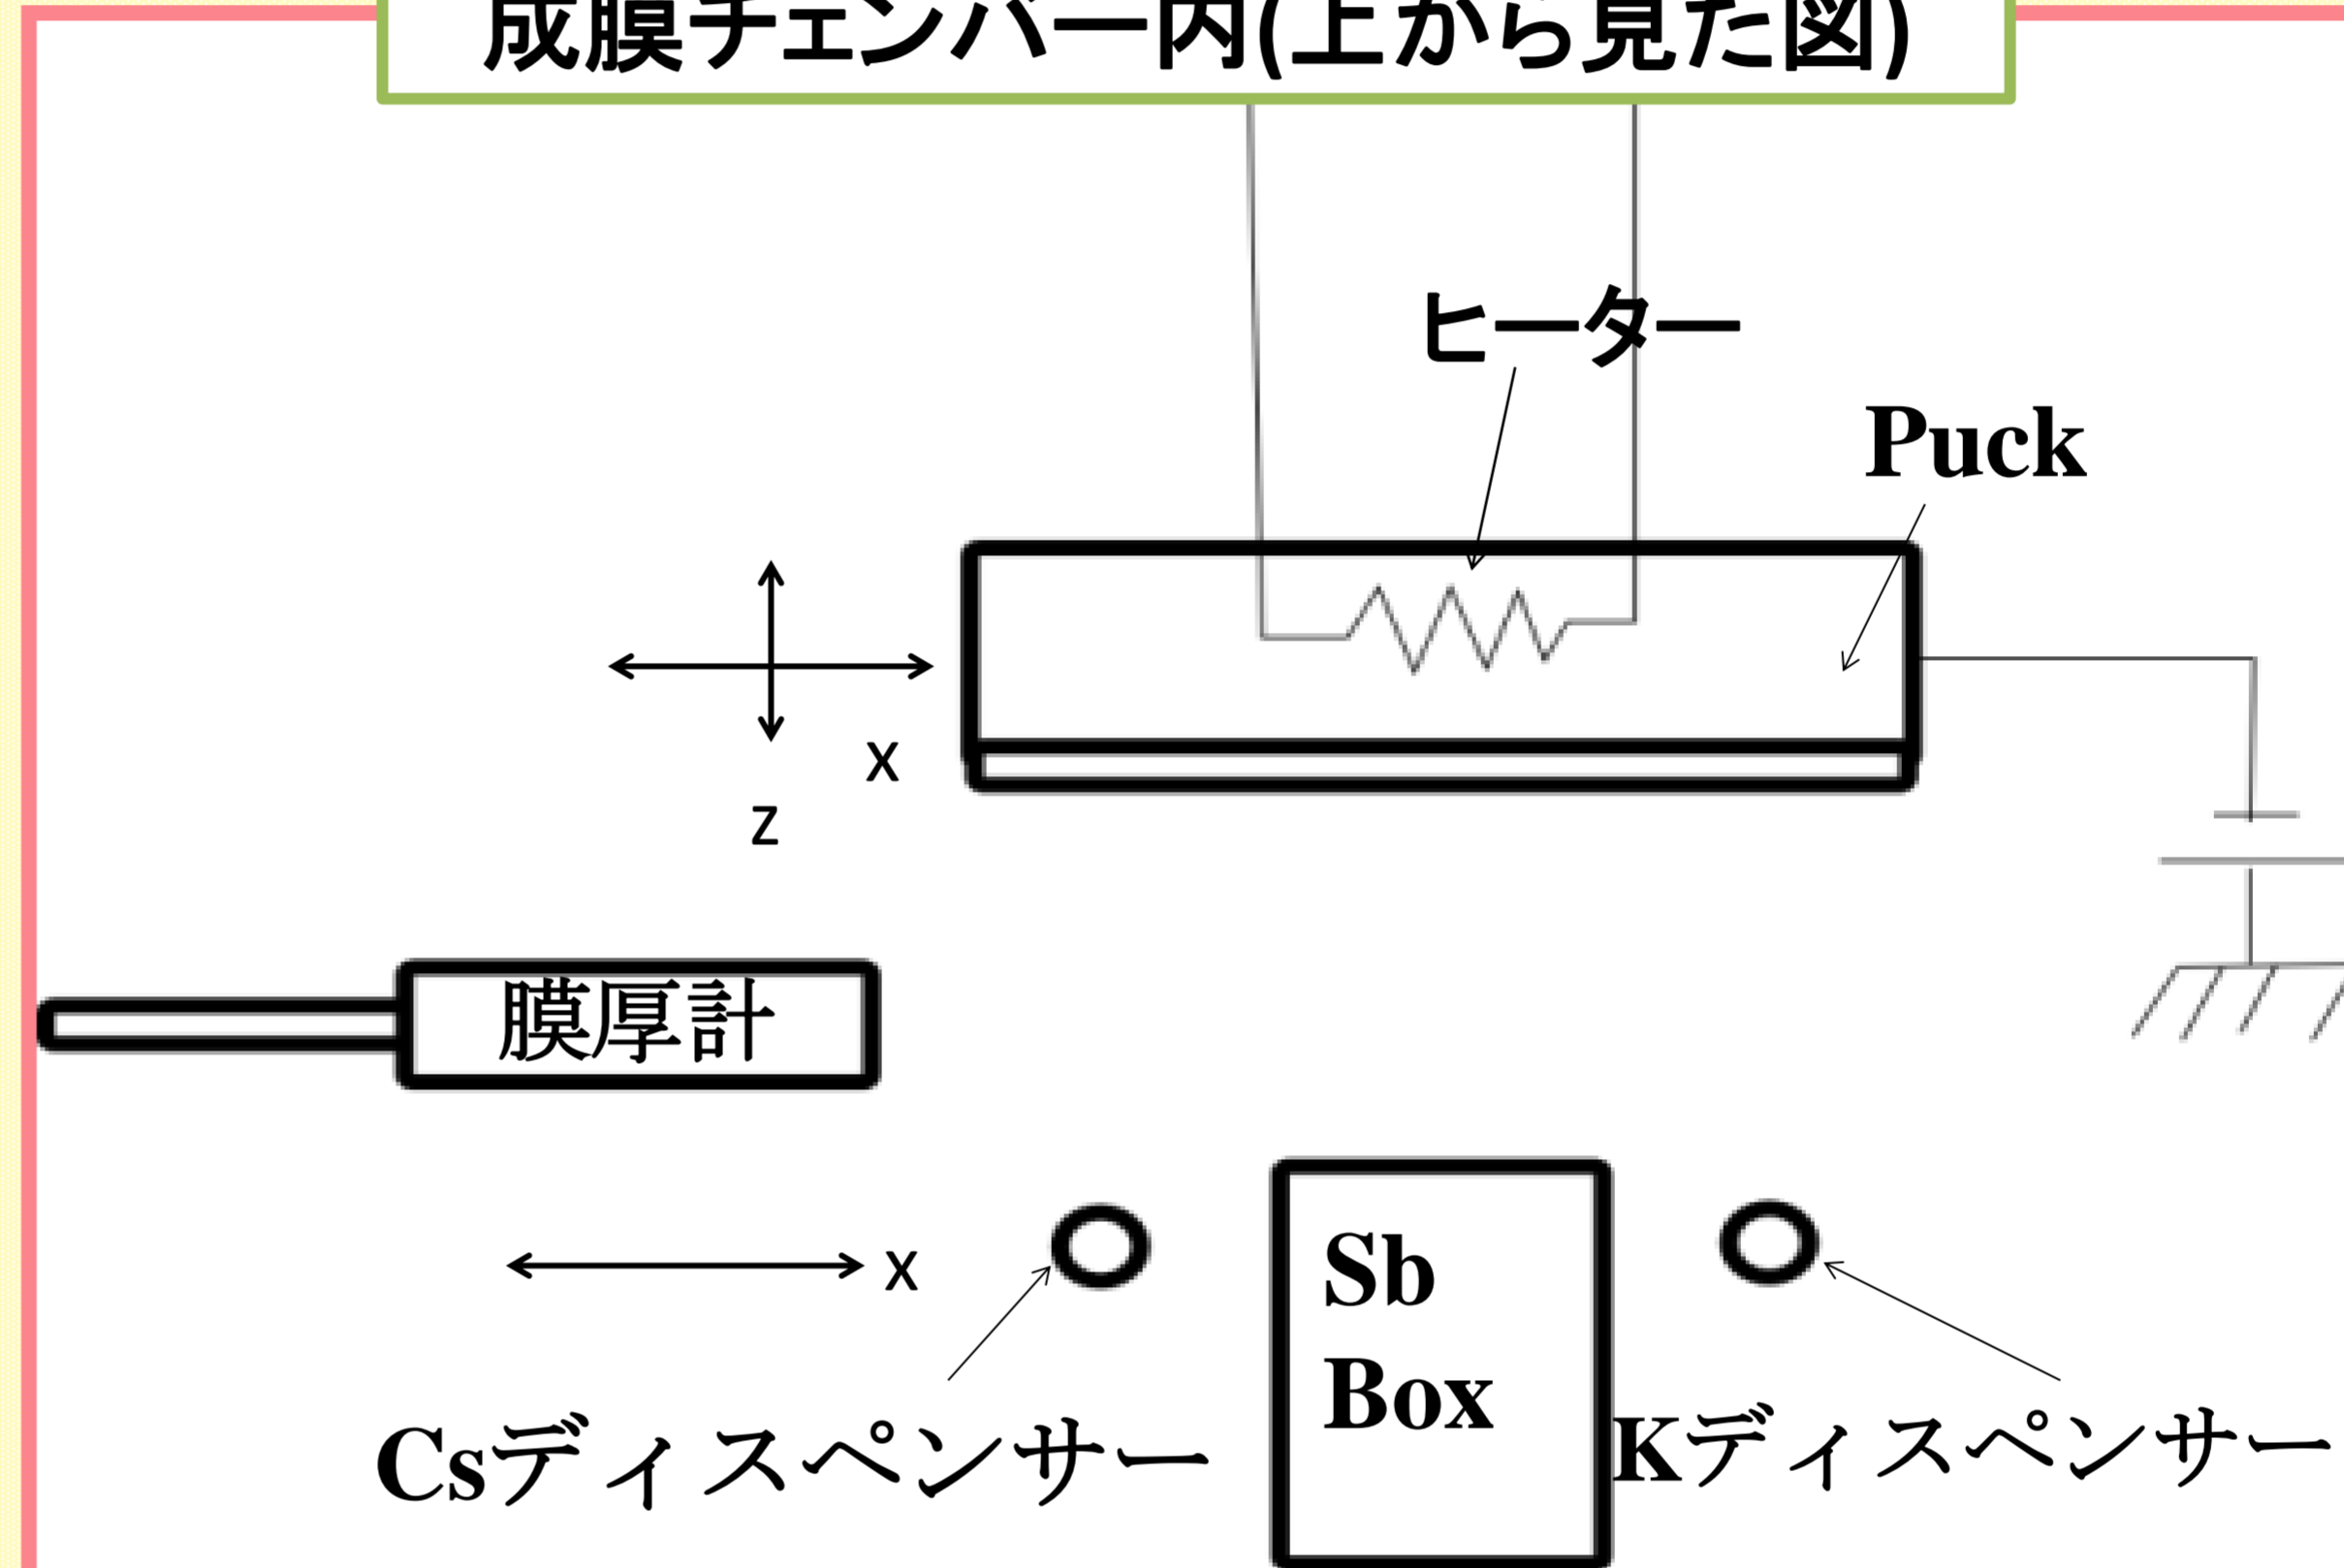 成膜チェンバー内(上から見た図)
ヒーター
Puck
x
z
膜厚計
x
Sb
Box
Csディスペンサー
Kディスペンサー